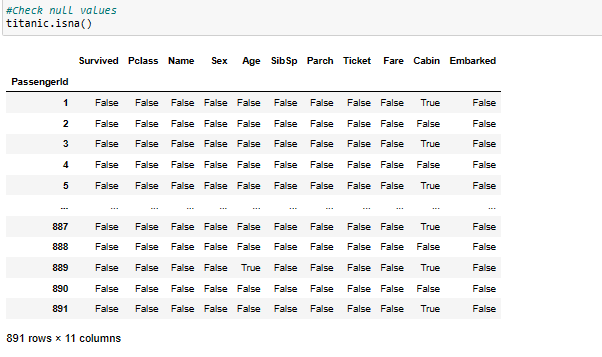 #Check null values
titanic.isna()
Survived Pclass Name Sex Age SibSp Parch Ticket Fare Cabin Embarked
PassengerId
1 False False False False False False False False False True False
2 False False False False False False False False False False False
3 False False False False False False False False False True False
4 False False False False False False False False False False False
5 False False False False False False False False False True False
... ... ... ... ... ... ... ... ... ... ... ...
887 False False False False False False False False False True False
888 False False False False False False False False False False False
889 False False False False True False False False False True False
890 False False False False False False False False False False False
891 False False False False False False False False False True False
891 rows × 11 columns